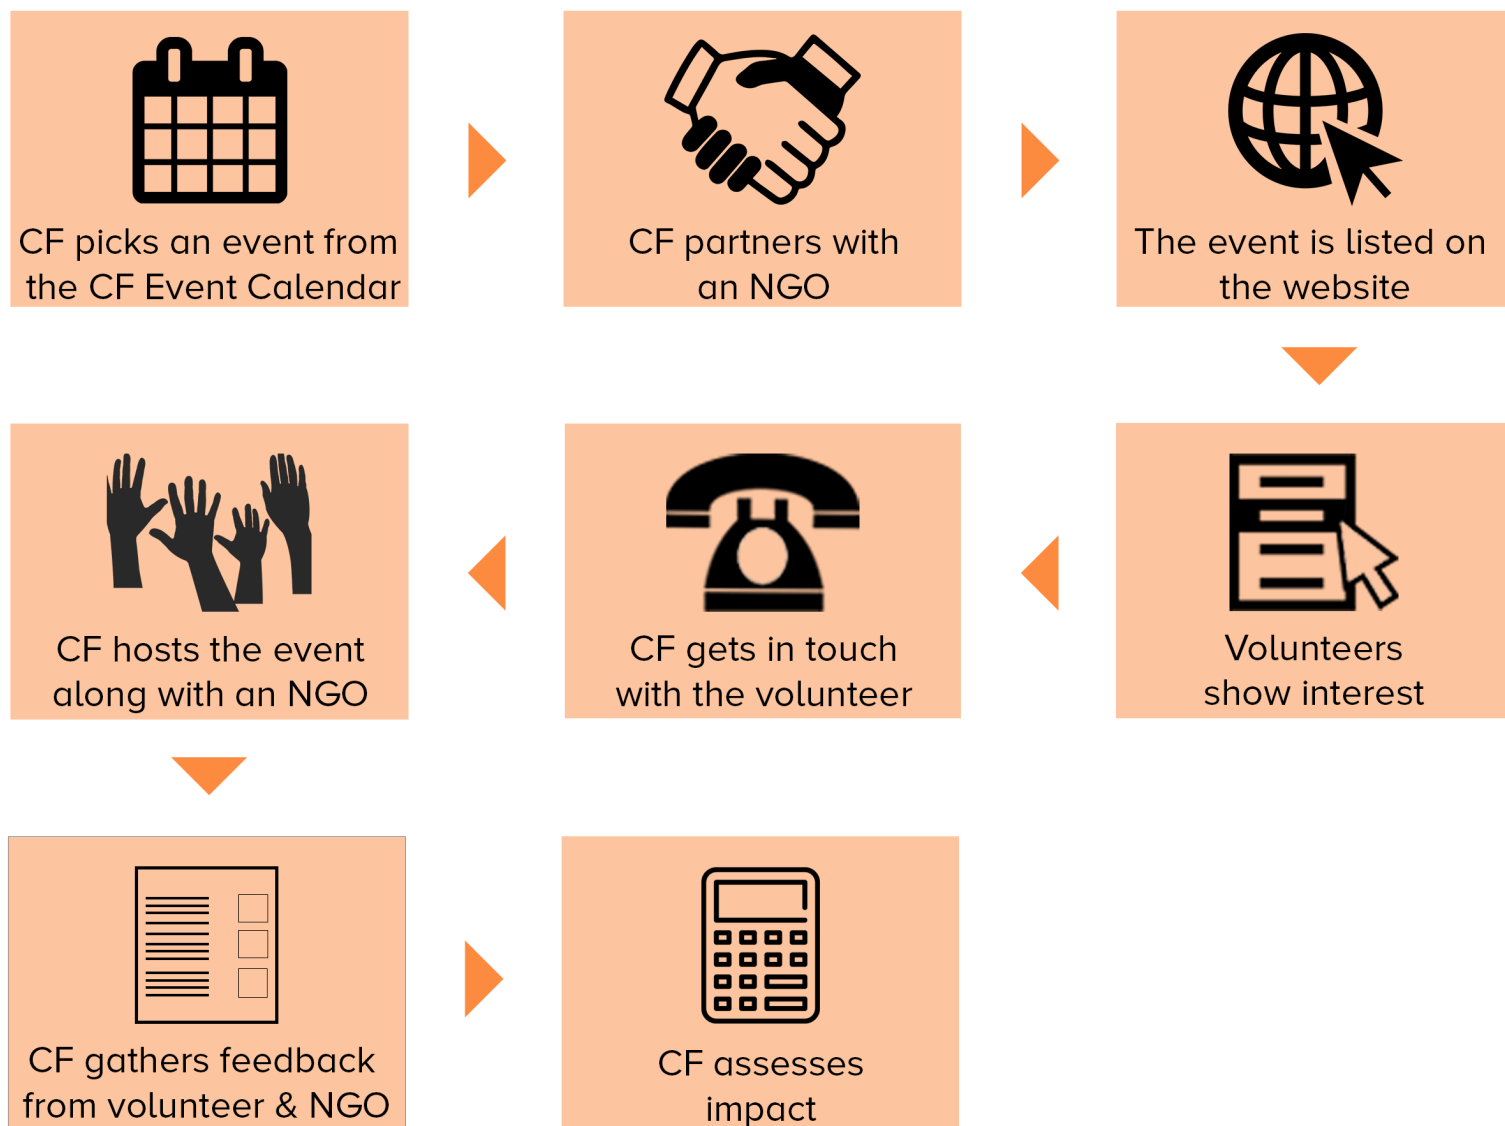 CF picks an event from
the CF Event Calendar
CF partners with
an NGO
The event is listed on
the website
Volunteers
show interest
CF gets in touch
with the volunteer
CF hosts the event
along with an NGO
CF gathers feedback
from volunteer & NGO
CF assesses
impact